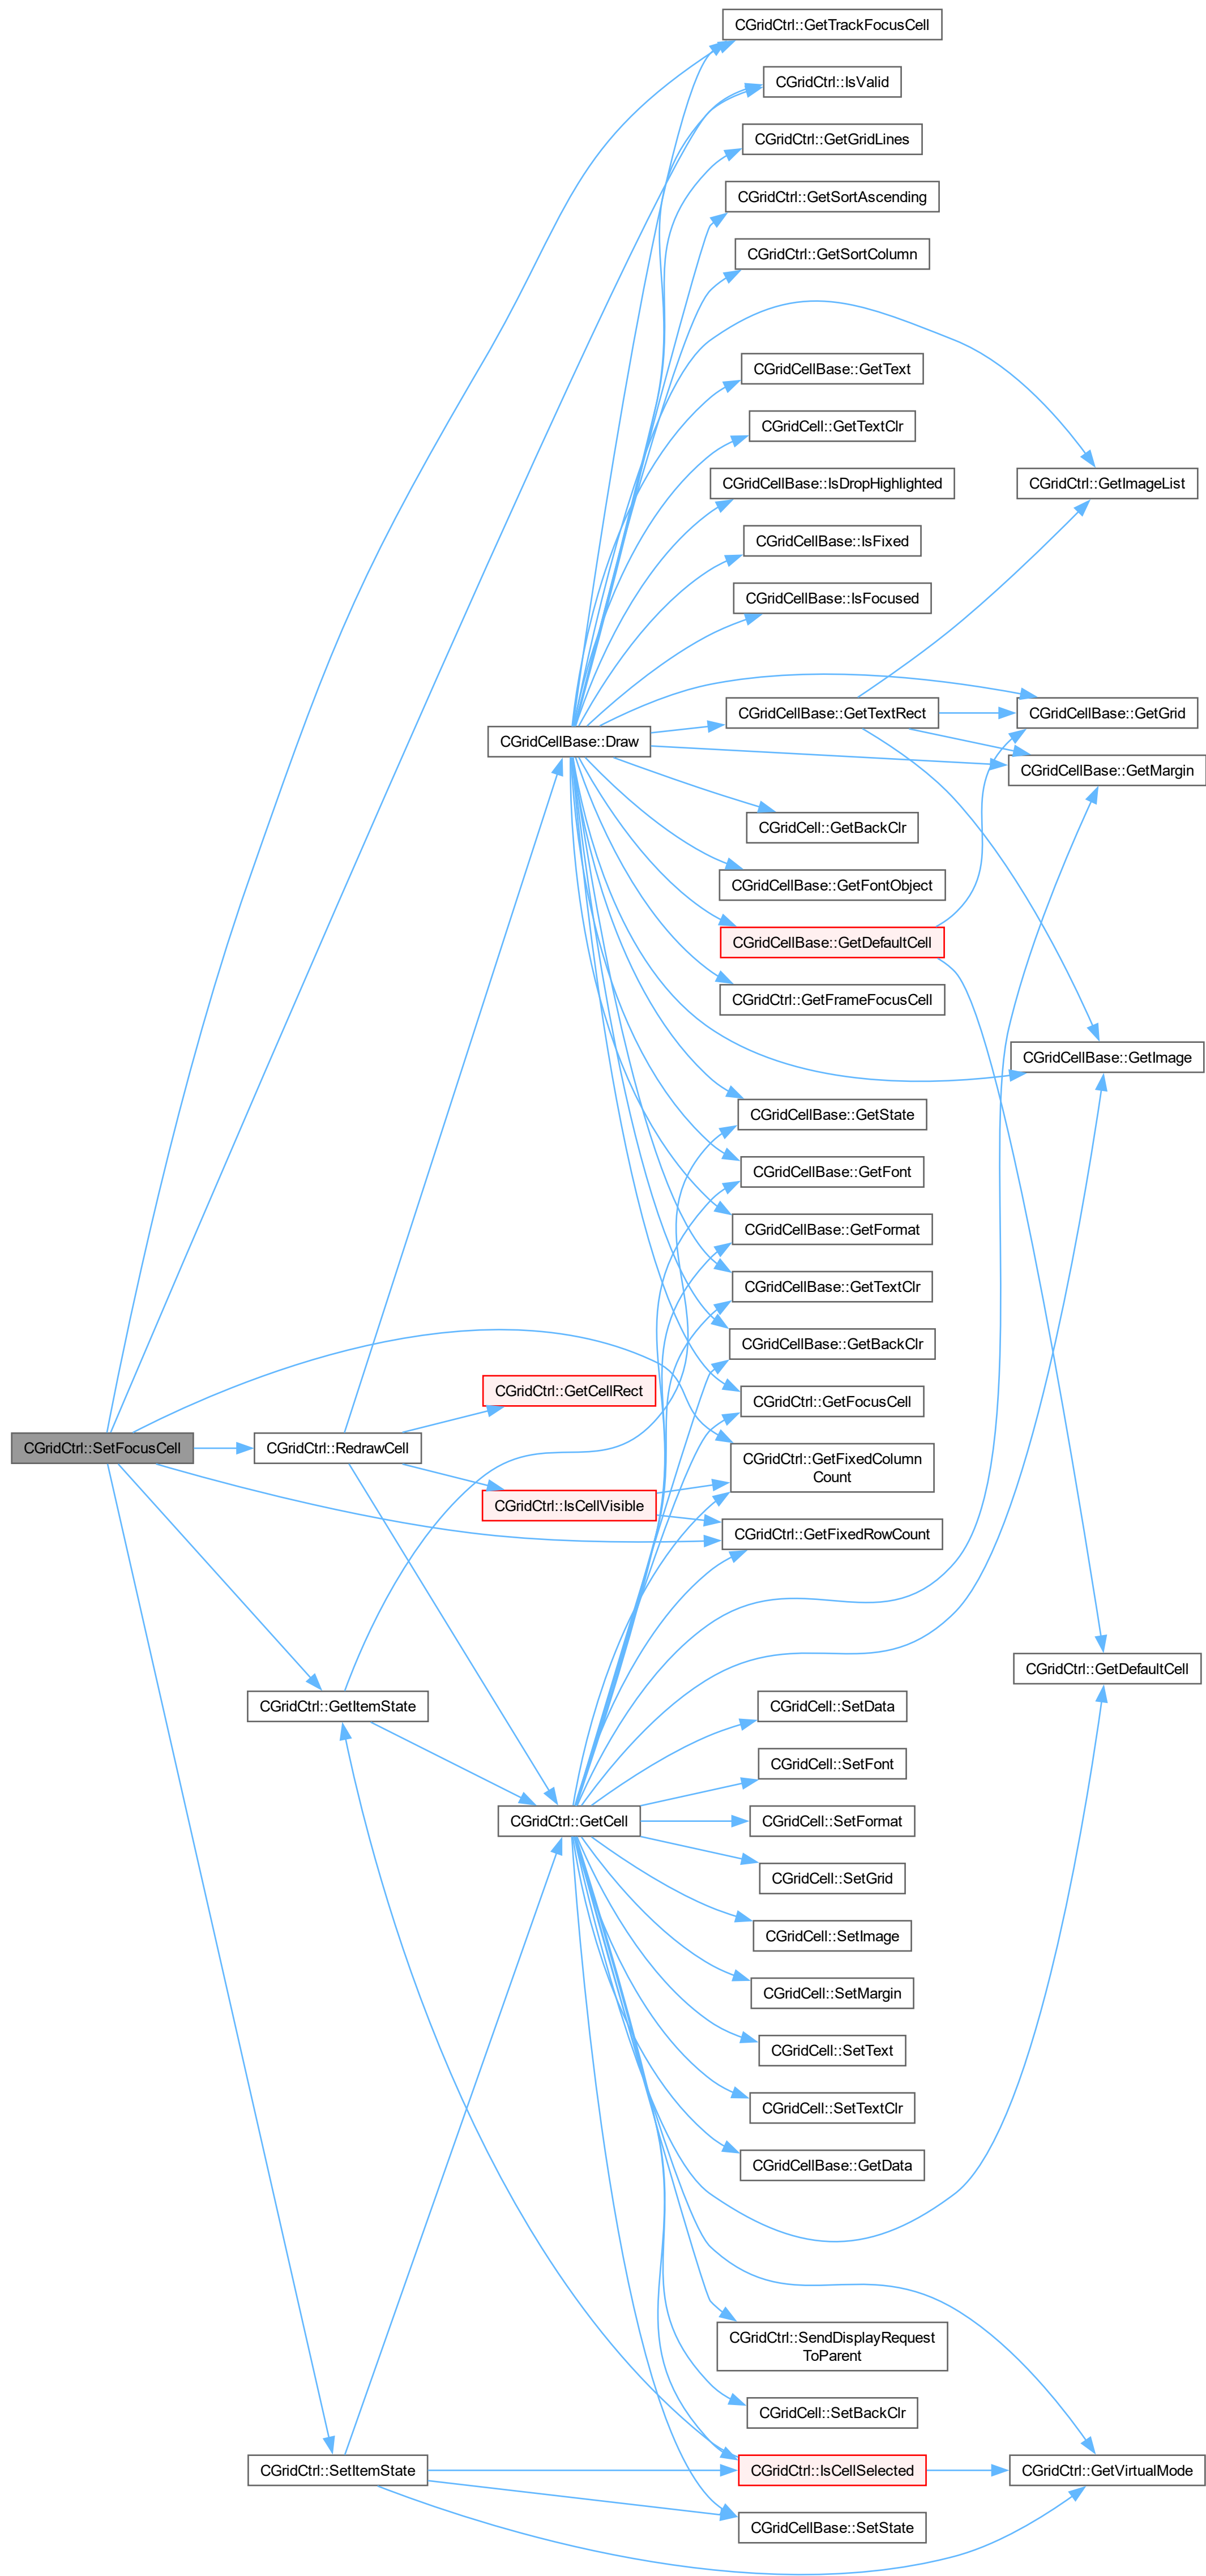 CGridCtrl::GetTrackFocusCell
CGridCtrl::IsValid
CGridCtrl::GetGridLines
CGridCtrl::GetSortAscending
CGridCtrl::GetSortColumn
CGridCellBase::GetText
CGridCell::GetTextClr
CGridCtrl::GetImageList
CGridCellBase::IsDropHighlighted
CGridCellBase::IsFixed
CGridCellBase::IsFocused
CGridCellBase::GetTextRect
CGridCellBase::GetGrid
CGridCellBase::Draw
CGridCellBase::GetMargin
CGridCell::GetBackClr
CGridCellBase::GetFontObject
CGridCellBase::GetDefaultCell
CGridCtrl::GetFrameFocusCell
CGridCellBase::GetImage
CGridCellBase::GetState
CGridCellBase::GetFont
CGridCellBase::GetFormat
CGridCellBase::GetTextClr
CGridCellBase::GetBackClr
CGridCtrl::GetCellRect
CGridCtrl::GetFocusCell
CGridCtrl::SetFocusCell
CGridCtrl::RedrawCell
CGridCtrl::GetFixedColumn
Count
CGridCtrl::IsCellVisible
CGridCtrl::GetFixedRowCount
CGridCtrl::GetDefaultCell
CGridCtrl::GetItemState
CGridCell::SetData
CGridCell::SetFont
CGridCtrl::GetCell
CGridCell::SetFormat
CGridCell::SetGrid
CGridCell::SetImage
CGridCell::SetMargin
CGridCell::SetText
CGridCell::SetTextClr
CGridCellBase::GetData
CGridCtrl::SendDisplayRequest
ToParent
CGridCell::SetBackClr
CGridCtrl::SetItemState
CGridCtrl::IsCellSelected
CGridCtrl::GetVirtualMode
CGridCellBase::SetState